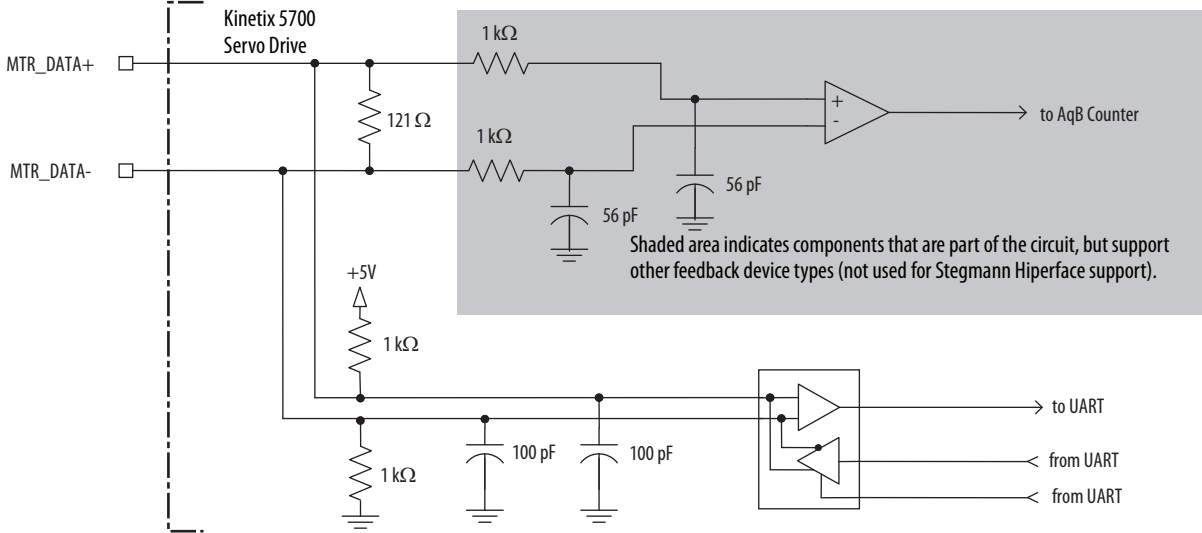 Kinetix 5700
Servo Drive
MTR_DATA+
1 kΩ
121 Ω
+
-
to AqB Counter
1 kΩ
MTR_DATA-
56 pF
56 pF
Shaded area indicates components that are part of the circuit, but support
other feedback device types (not used for Stegmann Hiperface support).
+5V
1 kΩ
to UART
100 pF
100 pF
1 kΩ
from UART
from UART